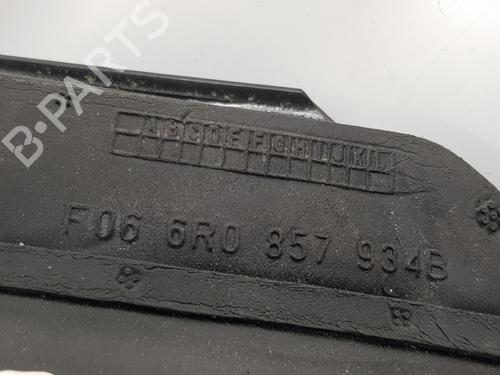 B-PARTS
ABCDEFGHIJKL
F06 6R0 857 934B